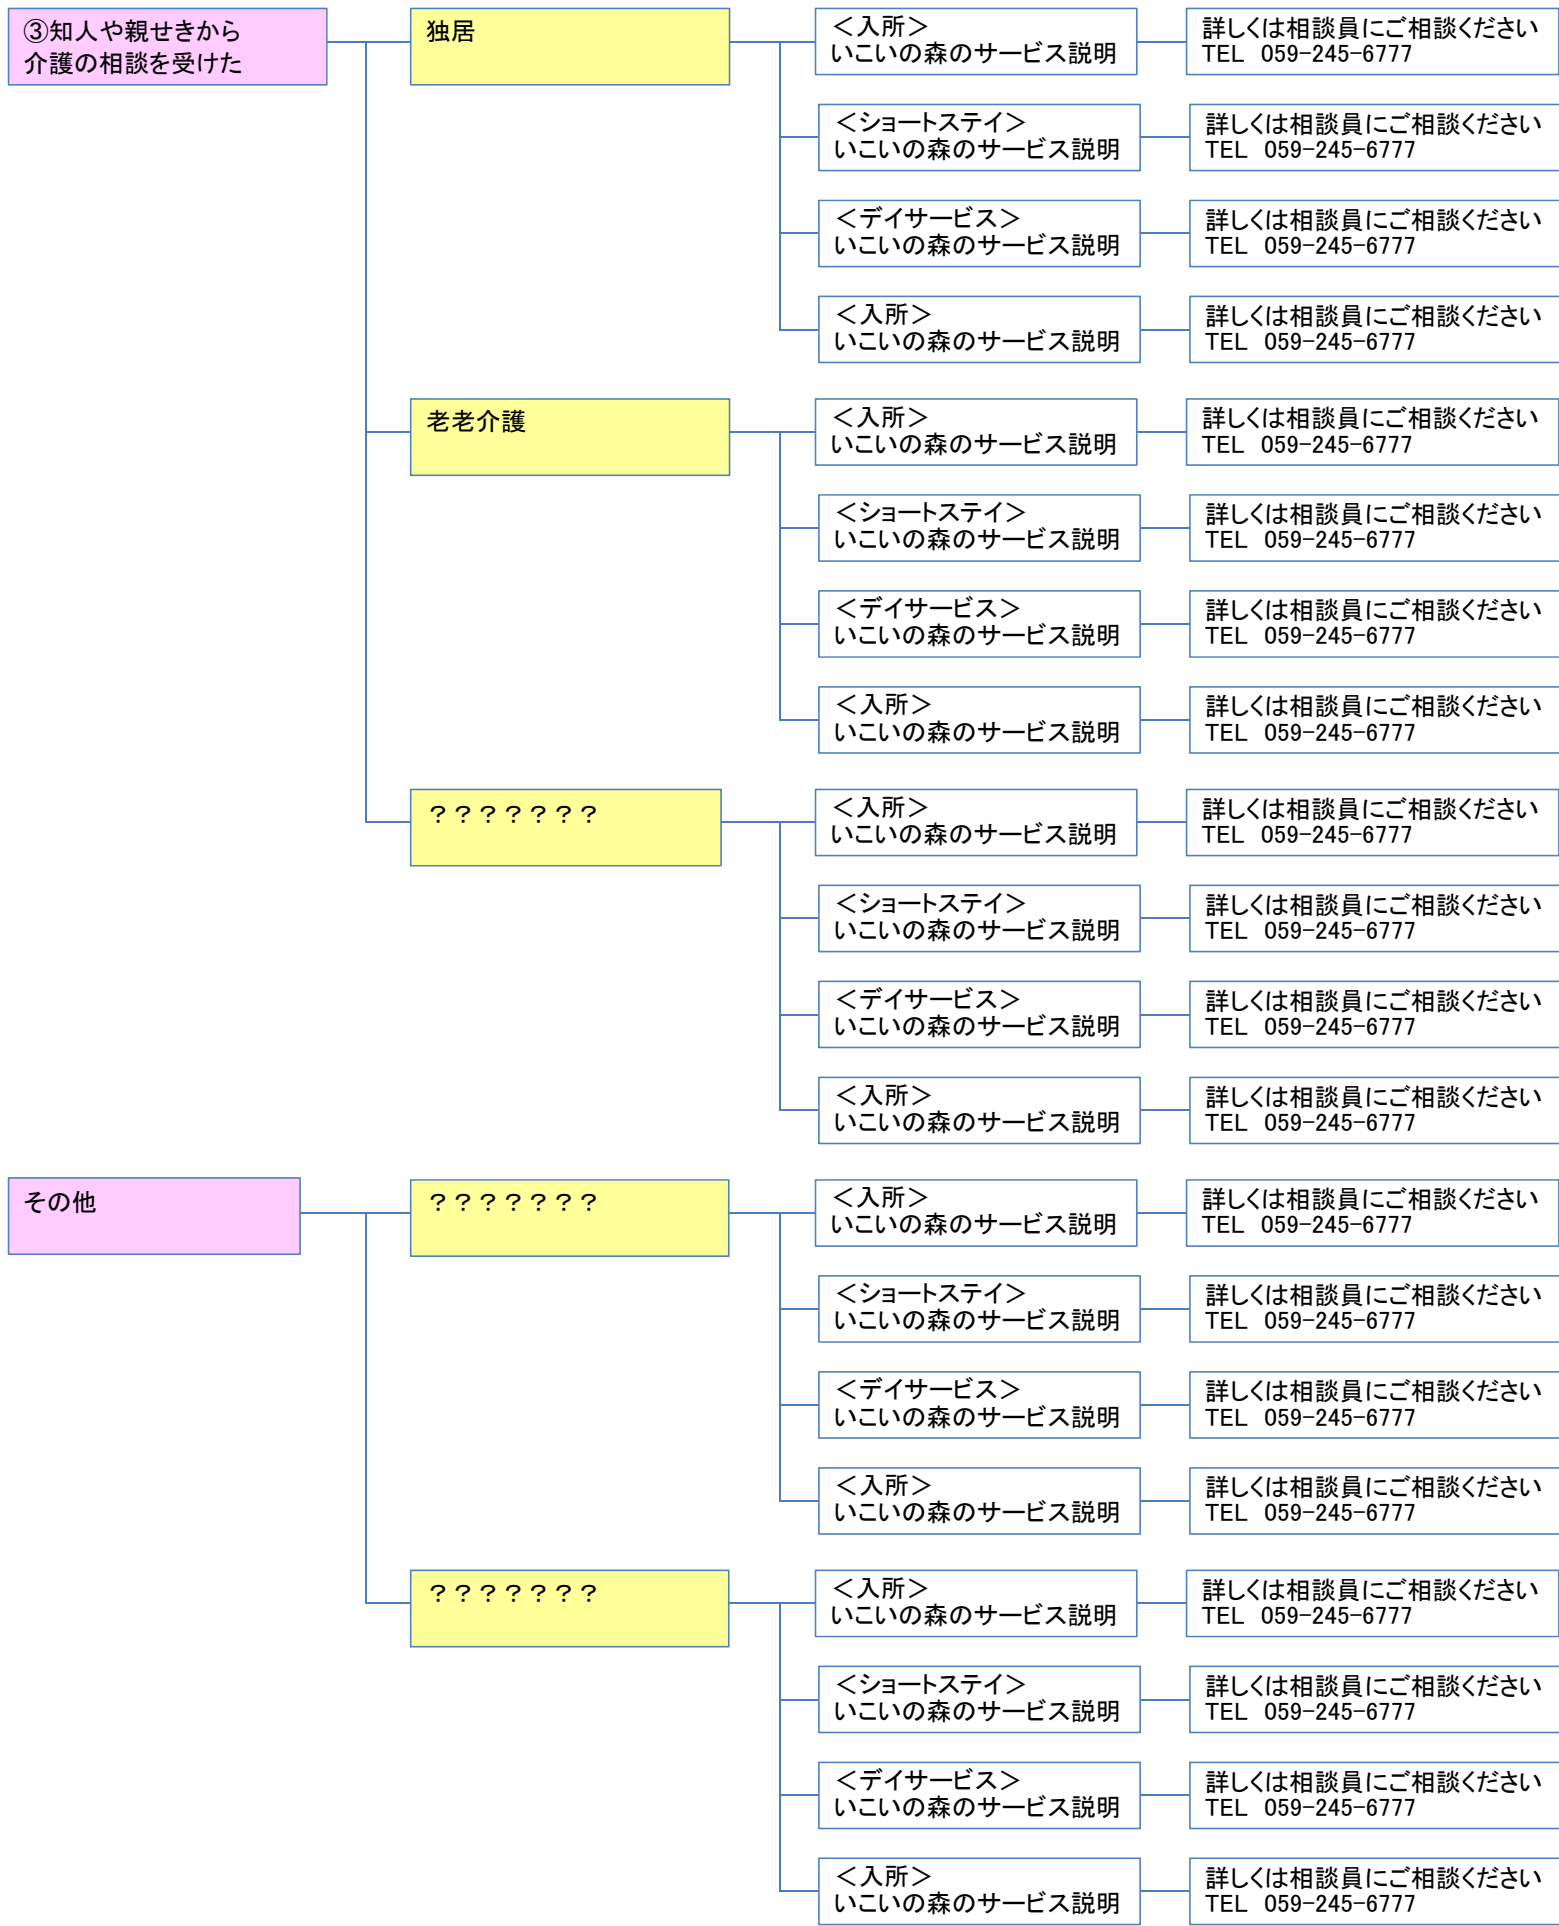 ③知人や親せきから
介護の相談を受けた
独居
＜入所＞
いこいの森のサービス説明
詳しくは相談員にご相談ください
TEL　059-245-6777
＜ショートステイ＞
いこいの森のサービス説明
詳しくは相談員にご相談ください
TEL　059-245-6777
＜デイサービス＞
いこいの森のサービス説明
詳しくは相談員にご相談ください
TEL　059-245-6777
＜入所＞
いこいの森のサービス説明
詳しくは相談員にご相談ください
TEL　059-245-6777
老老介護
＜入所＞
いこいの森のサービス説明
詳しくは相談員にご相談ください
TEL　059-245-6777
＜ショートステイ＞
いこいの森のサービス説明
詳しくは相談員にご相談ください
TEL　059-245-6777
＜デイサービス＞
いこいの森のサービス説明
詳しくは相談員にご相談ください
TEL　059-245-6777
＜入所＞
いこいの森のサービス説明
詳しくは相談員にご相談ください
TEL　059-245-6777
？？？？？？？
＜入所＞
いこいの森のサービス説明
詳しくは相談員にご相談ください
TEL　059-245-6777
＜ショートステイ＞
いこいの森のサービス説明
詳しくは相談員にご相談ください
TEL　059-245-6777
＜デイサービス＞
いこいの森のサービス説明
詳しくは相談員にご相談ください
TEL　059-245-6777
＜入所＞
いこいの森のサービス説明
詳しくは相談員にご相談ください
TEL　059-245-6777
その他
？？？？？？？
＜入所＞
いこいの森のサービス説明
詳しくは相談員にご相談ください
TEL　059-245-6777
＜ショートステイ＞
いこいの森のサービス説明
詳しくは相談員にご相談ください
TEL　059-245-6777
＜デイサービス＞
いこいの森のサービス説明
詳しくは相談員にご相談ください
TEL　059-245-6777
＜入所＞
いこいの森のサービス説明
詳しくは相談員にご相談ください
TEL　059-245-6777
？？？？？？？
＜入所＞
いこいの森のサービス説明
詳しくは相談員にご相談ください
TEL　059-245-6777
＜ショートステイ＞
いこいの森のサービス説明
詳しくは相談員にご相談ください
TEL　059-245-6777
＜デイサービス＞
いこいの森のサービス説明
詳しくは相談員にご相談ください
TEL　059-245-6777
＜入所＞
いこいの森のサービス説明
詳しくは相談員にご相談ください
TEL　059-245-6777